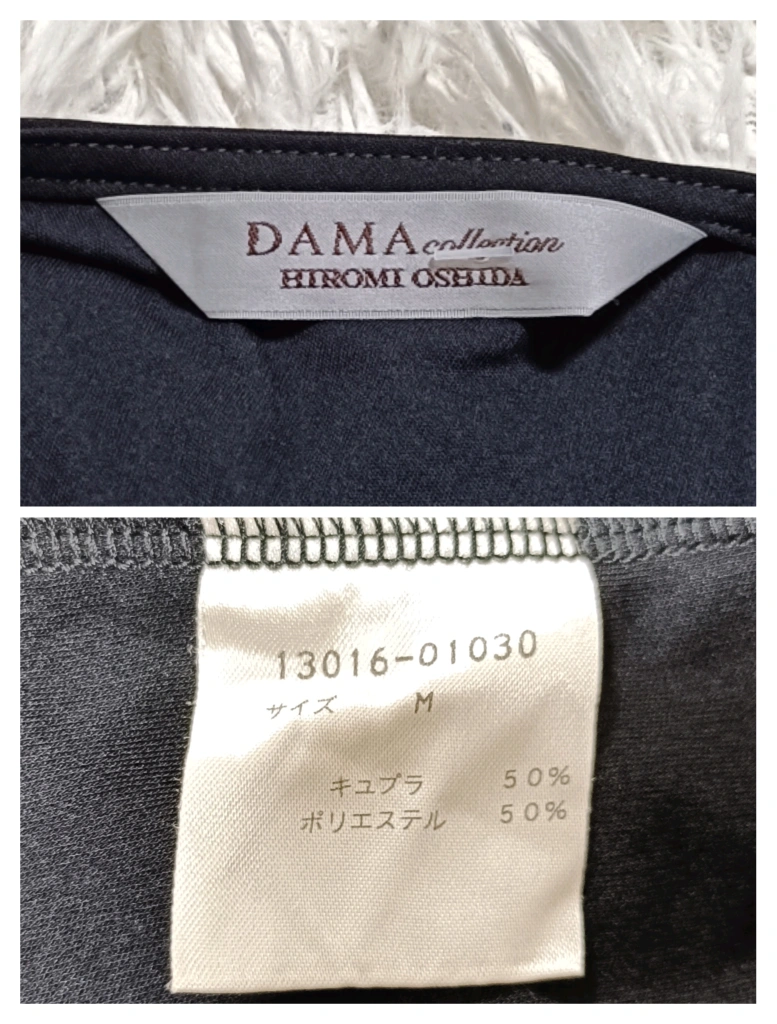 DAMA collection
HIROMI OSHIDA
13016-01030
サイズ M
キュプラ 50%
ポリエステル 50%